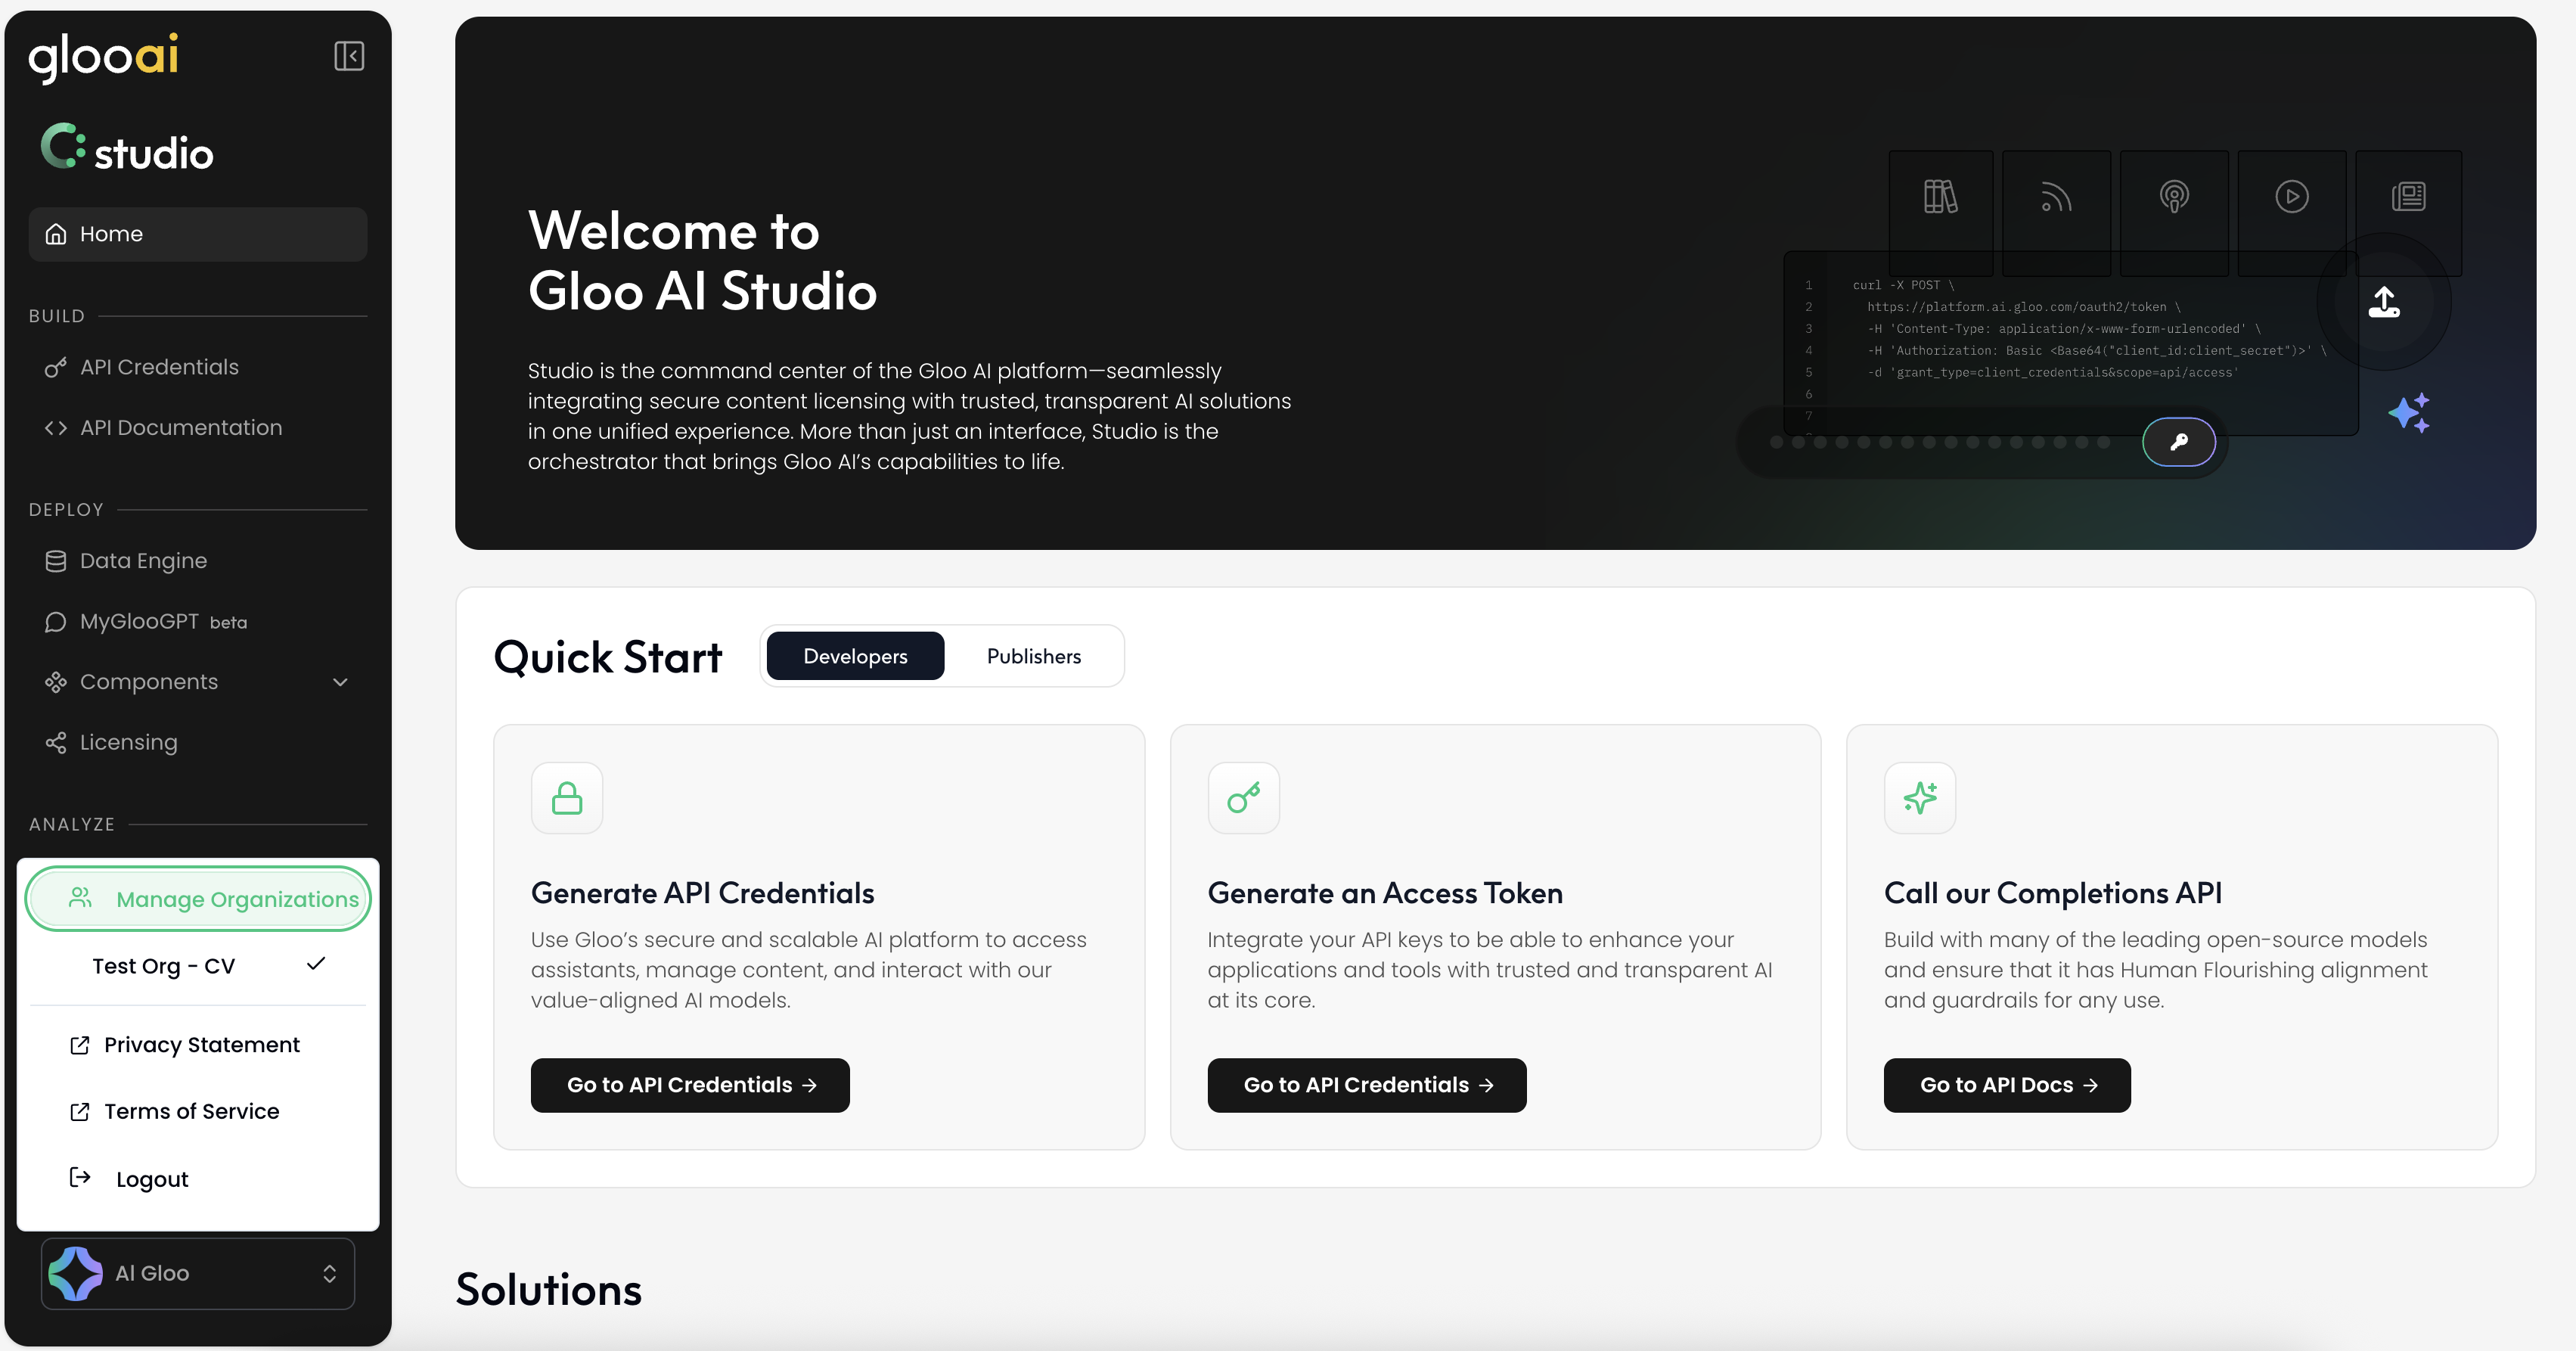 glooai
studio
Home
BUILD
API Credentials
API Documentation
DEPLOY
Data Engine
MyGlooGPT beta
Components
Licensing
ANALYZE
Manage Organizations
Test Org - CV
Privacy Statement
Terms of Service
Logout
Al Gloo
Welcome to
Gloo AI Studio
Studio is the command center of the Gloo AI platform—seamlessly
integrating secure content licensing with trusted, transparent AI solutions
in one unified experience. More than just an interface, Studio is the
orchestrator that brings Gloo AI’s capabilities to life.
1 curl -X POST \
2 https://platform.ai.gloo.com/oauth2/token \
3 -H 'Content-Type: application/x-www-form-urlencoded' \
4 -H 'Authorization: Basic <Base64("client_id:client_secret")>' \
5 -d 'grant_type=client_credentials&scope=api/access'
6
7
Quick Start
Developers
Publishers
Generate API Credentials
Use Gloo’s secure and scalable AI platform to access
assistants, manage content, and interact with our
value-aligned AI models.
Go to API Credentials →
Generate an Access Token
Integrate your API keys to be able to enhance your
applications and tools with trusted and transparent AI
at its core.
Go to API Credentials →
Call our Completions API
Build with many of the leading open-source models
and ensure that it has Human Flourishing alignment
and guardrails for any use.
Go to API Docs →
Solutions